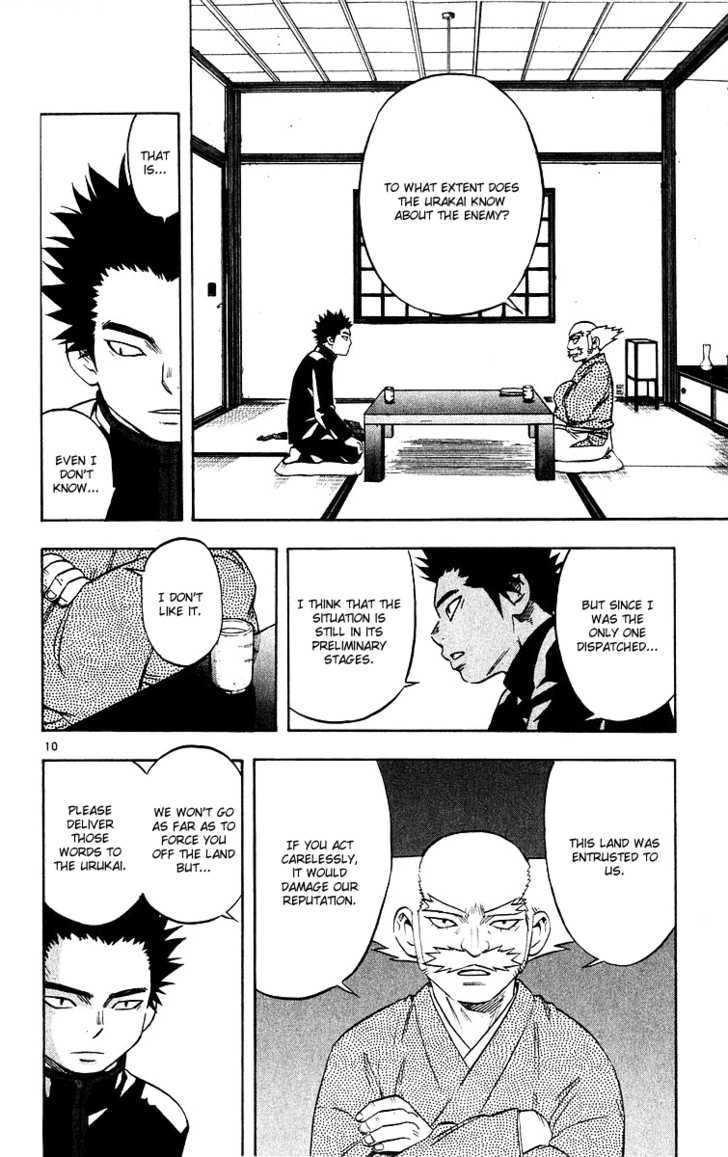 TO WHAT EXTENT DOES
THE URAKAI KNOW
ABOUT THE ENEMY?
THAT
IS...
EVEN I
DON'T
KNOW...
BUT SINCE I
WAS THE
ONLY ONE
DISPATCHED...
I THINK THAT THE
SITUATION IS
STILL IN ITS
PRELIMINARY
STAGES.
I DON'T
LIKE IT.
10
THIS LAND WAS
ENTRUSTED TO
US.
IF YOU ACT
CARELESSLY,
IT WOULD
DAMAGE OUR
REPUTATION.
WE WON'T GO
AS FAR AS TO
FORCE YOU
OFF THE LAND
BUT...
PLEASE
DELIVER
THOSE
WORDS TO
THE URUKAI.